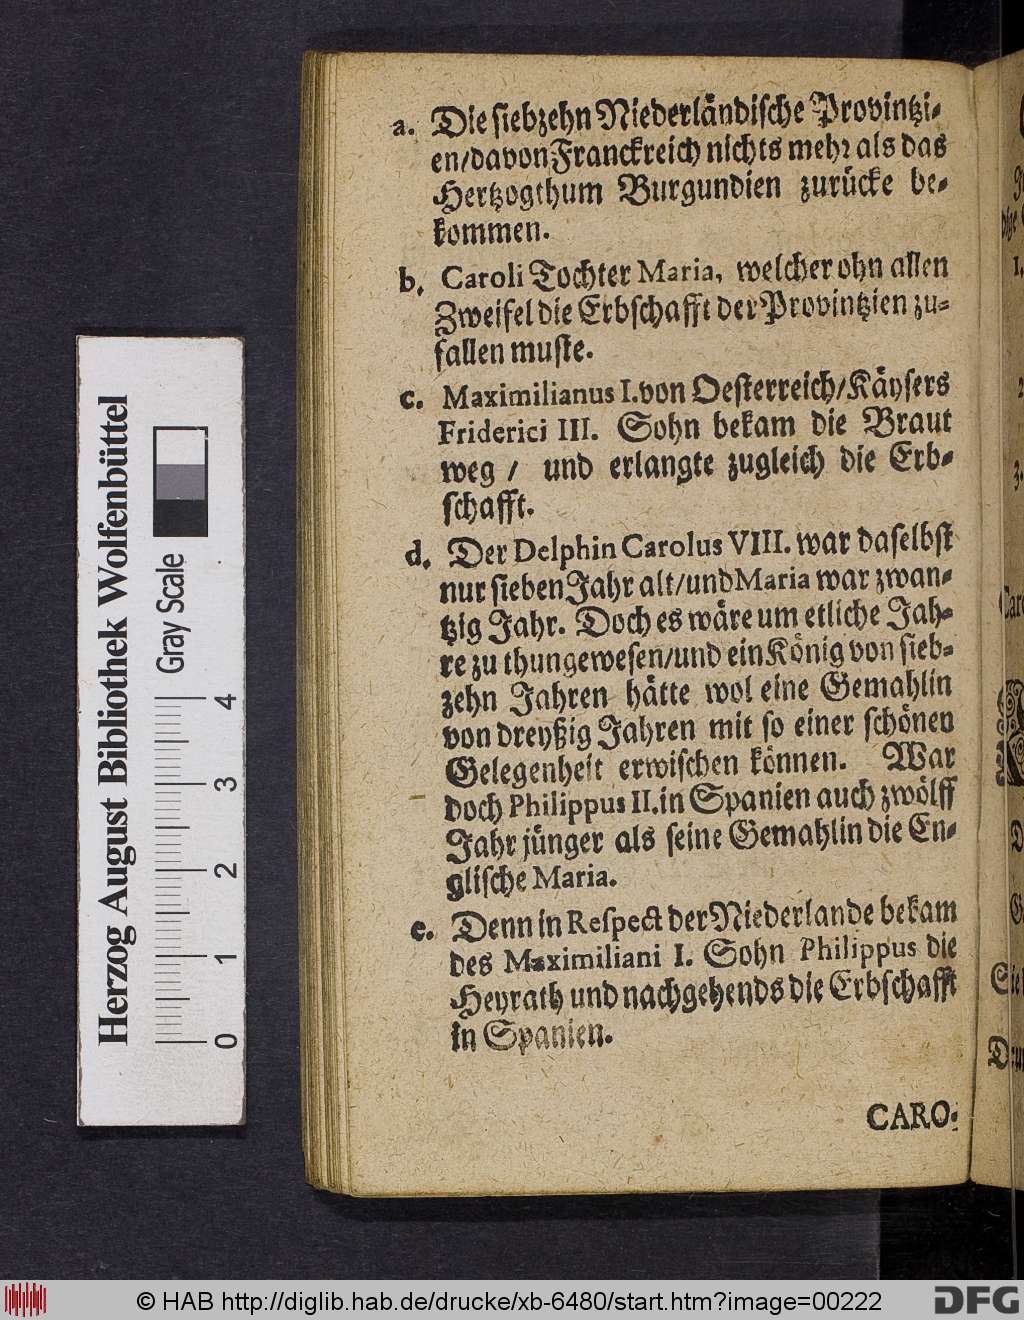 a. Die siebzehn Niederländische Provintzi-
en/davon Franckreich nichts mehr als das
Hertzogthum Burgundien zurücke be-
kommen.
b. Caroli Tochter Maria, welcher ohn allen
Zweifel die Erbschafft der Provintzien zu-
fallen muste.
c. Maximilianus I. von Oesterreich/Käysers
Friderici III. Sohn bekam die Braut
weg / und erlangte zugleich die Erb-
schafft.
d. Der Delphin Carolus VIII. war daselbst
nur sieben Jahr alt/und Maria war zwan-
tzig Jahr. Doch es wäre um etliche Jah-
re zu thun gewesen/und ein König von sieb-
zehn Jahren hätte wol eine Gemahlin
von dreyßig Jahren mit so einer schönen
Gelegenheit erwischen können. War
doch Philippus II. in Spanien auch zwölff
Jahr jünger als seine Gemahlin die En-
glische Maria.
e. Denn in Respect der Niederlande bekam
des Maximiliani I. Sohn Philippus die
Heyrath und nachgehends die Erbschafft
in Spanien.
CARO-
Herzog August Bibliothek Wolfenbüttel
Gray Scale
0 1 2 3 4
© HAB http://diglib.hab.de/drucke/xb-6480/start.htm?image=00222
DFG